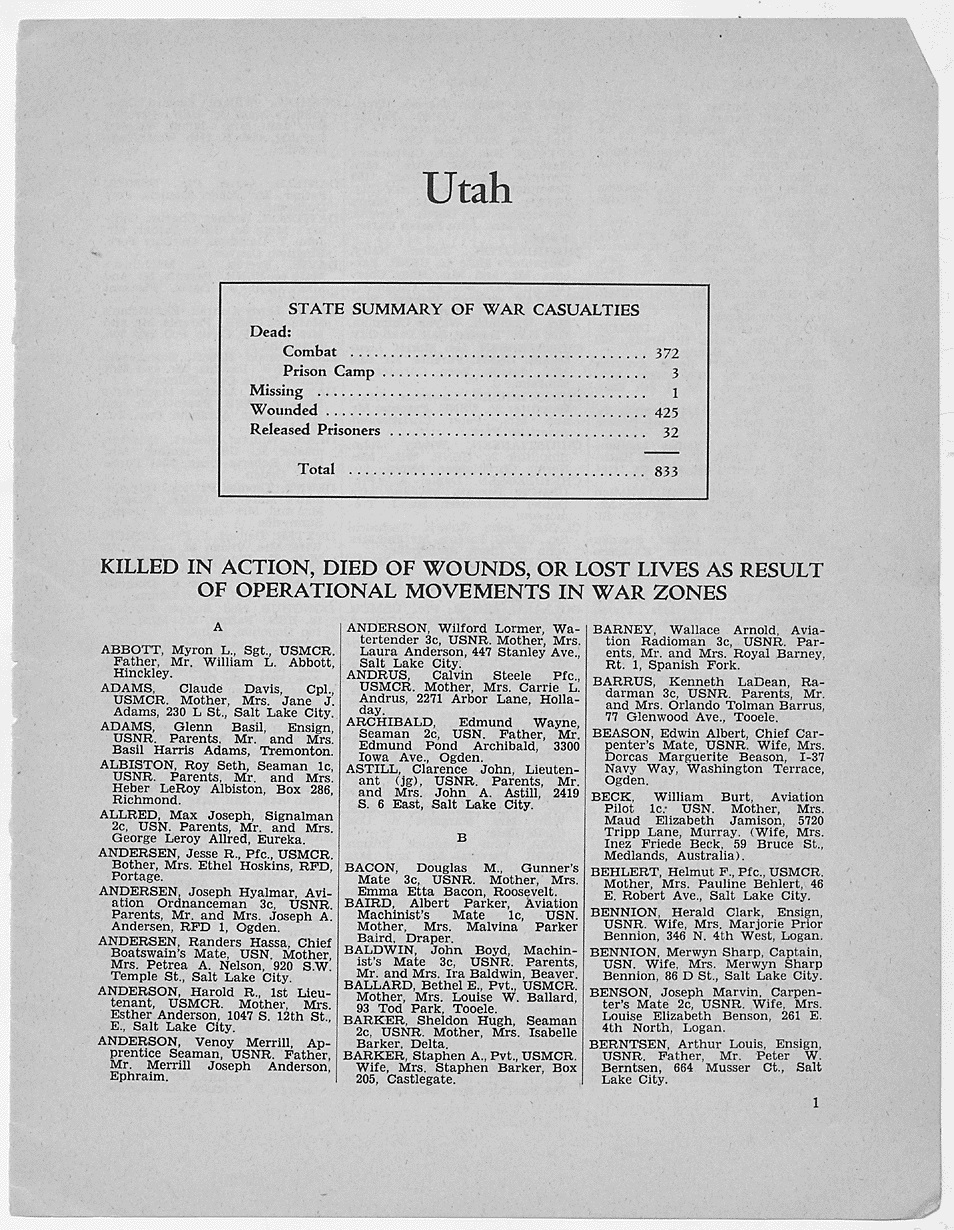 Utah
STATE SUMMARY OF WAR CASUALTIES
Dead:
Combat .................................... 372
Prison Camp ................................ 3
Missing ........................................ 1
Wounded ....................................... 425
Released Prisoners ............................... 32
Total .................................... 833
KILLED IN ACTION, DIED OF WOUNDS, OR LOST LIVES AS RESULT
OF OPERATIONAL MOVEMENTS IN WAR ZONES
A
ABBOTT, Myron L., Sgt., USMCR.
Father, Mr. William L. Abbott,
Hinckley.
ADAMS, Claude Davis, Cpl.,
USMCR. Mother, Mrs. Jane J.
Adams, 230 L St., Salt Lake City.
ADAMS, Glenn Basil, Ensign,
USNR. Parents, Mr. and Mrs.
Basil Harris Adams, Tremonton.
ALBISTON, Roy Seth, Seaman 1c,
USNR. Parents, Mr. and Mrs.
Heber LeRoy Albiston, Box 286,
Richmond.
ALLRED, Max Joseph, Signalman
2c, USN. Parents, Mr. and Mrs.
George Leroy Allred, Eureka.
ANDERSEN, Jesse R., Pfc., USMCR.
Bother, Mrs. Ethel Hoskins, RFD,
Portage.
ANDERSEN, Joseph Hyalmar, Avi-
ation Ordnanceman 3c, USNR.
Parents, Mr. and Mrs. Joseph A.
Andersen, RFD 1, Ogden.
ANDERSEN, Randers Hassa, Chief
Boatswain's Mate, USN. Mother,
Mrs. Petrea A. Nelson, 920 S.W.
Temple St., Salt Lake City.
ANDERSON, Harold R., 1st Lieu-
tenant, USMCR. Mother, Mrs.
Esther Anderson, 1047 S. 12th St.,
E., Salt Lake City.
ANDERSON, Venoy Merrill, Ap-
prentice Seaman, USNR. Father,
Mr. Merrill Joseph Anderson,
Ephraim.
ANDERSON, Wilford Lormer, Wa-
tertender 3c, USNR. Mother, Mrs.
Laura Anderson, 447 Stanley Ave.,
Salt Lake City.
ANDRUS, Calvin Steele Pfc.,
USMCR. Mother, Mrs. Carrie L.
Andrus, 2271 Arbor Lane, Holla-
day.
ARCHIBALD, Edmund Wayne,
Seaman 2c, USN. Father, Mr.
Edmund Pond Archibald, 3300
Iowa Ave., Ogden.
ASTILL, Clarence John, Lieuten-
ant (jg), USNR. Parents, Mr.
and Mrs. John A. Astill, 2419
S. 6 East, Salt Lake City.
B
BACON, Douglas M., Gunner's
Mate 3c, USNR. Mother, Mrs.
Emma Etta Bacon, Roosevelt.
BAIRD, Albert Parker, Aviation
Machinist's Mate 1c, USN.
Mother, Mrs. Malvina Parker
Baird, Draper.
BALDWIN, John Boyd, Machin-
ist's Mate 3c, USNR. Parents,
Mr. and Mrs. Ira Baldwin, Beaver.
BALLARD, Bethel E., Pvt., USMCR.
Mother, Mrs. Louise W. Ballard,
93 Tod Park, Tooele.
BARKER, Sheldon Hugh, Seaman
2c, USNR. Mother, Mrs. Isabelle
Barker, Delta.
BARKER, Staphen A., Pvt., USMCR.
Wife, Mrs. Staphen Barker, Box
205, Castlegate.
BARNEY, Wallace Arnold, Avia-
tion Radioman 3c, USNR. Par-
ents, Mr. and Mrs. Royal Barney,
Rt. 1, Spanish Fork.
BARRUS, Kenneth LaDean, Ra-
darman 3c, USNR. Parents, Mr.
and Mrs. Orlando Tolman Barrus,
77 Glenwood Ave., Tooele.
BEASON, Edwin Albert, Chief Car-
penter's Mate, USNR. Wife, Mrs.
Dorcas Marguerite Beason, I-37
Navy Way, Washington Terrace,
Ogden.
BECK, William Burt, Aviation
Pilot 1c; USN. Mother, Mrs.
Maud Elizabeth Jamison, 5720
Tripp Lane, Murray. (Wife, Mrs.
Inez Friede Beck, 59 Bruce St.,
Medlands, Australia).
BEHLERT, Helmut F., Pfc., USMCR.
Mother, Mrs. Pauline Behlert, 46
E. Robert Ave., Salt Lake City.
BENNION, Herald Clark, Ensign,
USNR. Wife, Mrs. Marjorie Prior
Bennion, 346 N. 4th West, Logan.
BENNION, Merwyn Sharp, Captain,
USN. Wife, Mrs. Merwyn Sharp
Bennion, 86 D St., Salt Lake City.
BENSON, Joseph Marvin, Carpen-
ter's Mate 2c, USNR. Wife, Mrs.
Louise Elizabeth Benson, 261 E.
4th North, Logan.
BERNTSEN, Arthur Louis, Ensign,
USNR. Father, Mr. Peter W.
Berntsen, 664 Musser Ct., Salt
Lake City.
1